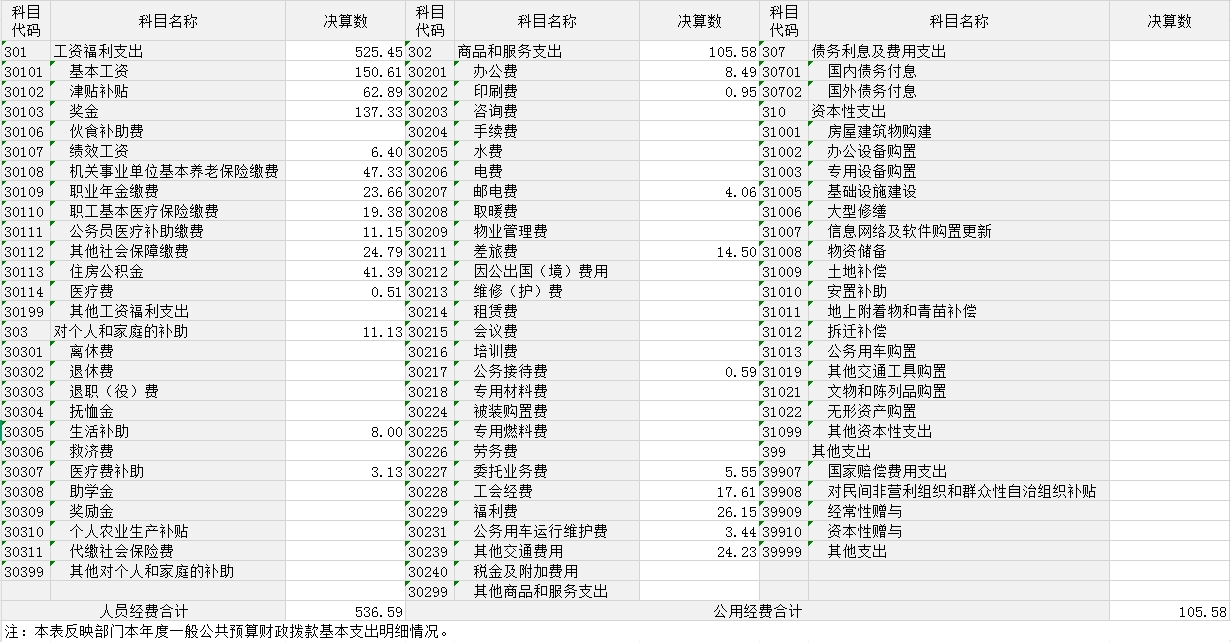 科目代码 科目名称 决算数 科目代码 科目名称 决算数 科目代码 科目名称 决算数
301 工资福利支出 525.45 302 商品和服务支出 105.58 307 债务利息及费用支出
30101 基本工资 150.61 30201 办公费 8.49 30701 国内债务付息
30102 津贴补贴 62.89 30202 印刷费 0.95 30702 国外债务付息
30103 奖金 137.33 30203 咨询费 310 资本性支出
30106 伙食补助费 30204 手续费 31001 房屋建筑物购建
30107 绩效工资 6.40 30205 水费 31002 办公设备购置
30108 机关事业单位基本养老保险缴费 47.33 30206 电费 31003 专用设备购置
30109 职业年金缴费 23.66 30207 邮电费 4.06 31005 基础设施建设
30110 职工基本医疗保险缴费 19.38 30208 取暖费 31006 大型修缮
30111 公务员医疗补助缴费 11.15 30209 物业管理费 31007 信息网络及软件购置更新
30112 其他社会保障缴费 24.79 30211 差旅费 14.50 31008 物资储备
30113 住房公积金 41.39 30212 因公出国（境）费用 31009 土地补偿
30114 医疗费 0.51 30213 维修（护）费 31010 安置补助
30199 其他工资福利支出 30214 租赁费 31011 地上附着物和青苗补偿
303 对个人和家庭的补助 11.13 30215 会议费 31012 拆迁补偿
30301 离休费 30216 培训费 31013 公务用车购置
30302 退休费 30217 公务接待费 0.59 31019 其他交通工具购置
30303 退职（役）费 30218 专用材料费 31021 文物和陈列品购置
30304 抚恤金 30224 被装购置费 31022 无形资产购置
30305 生活补助 8.00 30225 专用燃料费 31099 其他资本性支出
30306 救济费 30226 劳务费 399 其他支出
30307 医疗费补助 3.13 30227 委托业务费 5.55 39907 国家赔偿费用支出
30308 助学金 30228 工会经费 17.61 39908 对民间非营利组织和群众性自治组织补贴
30309 奖励金 30229 福利费 26.15 39909 经常性赠与
30310 个人农业生产补贴 30231 公务用车运行维护费 3.44 39910 资本性赠与
30311 代缴社会保险费 30239 其他交通费用 24.23 39999 其他支出
30399 其他对个人和家庭的补助 30240 税金及附加费用
30299 其他商品和服务支出
人员经费合计 536.59 公用经费合计 105.58
注：本表反映部门本年度一般公共预算财政拨款基本支出明细情况。